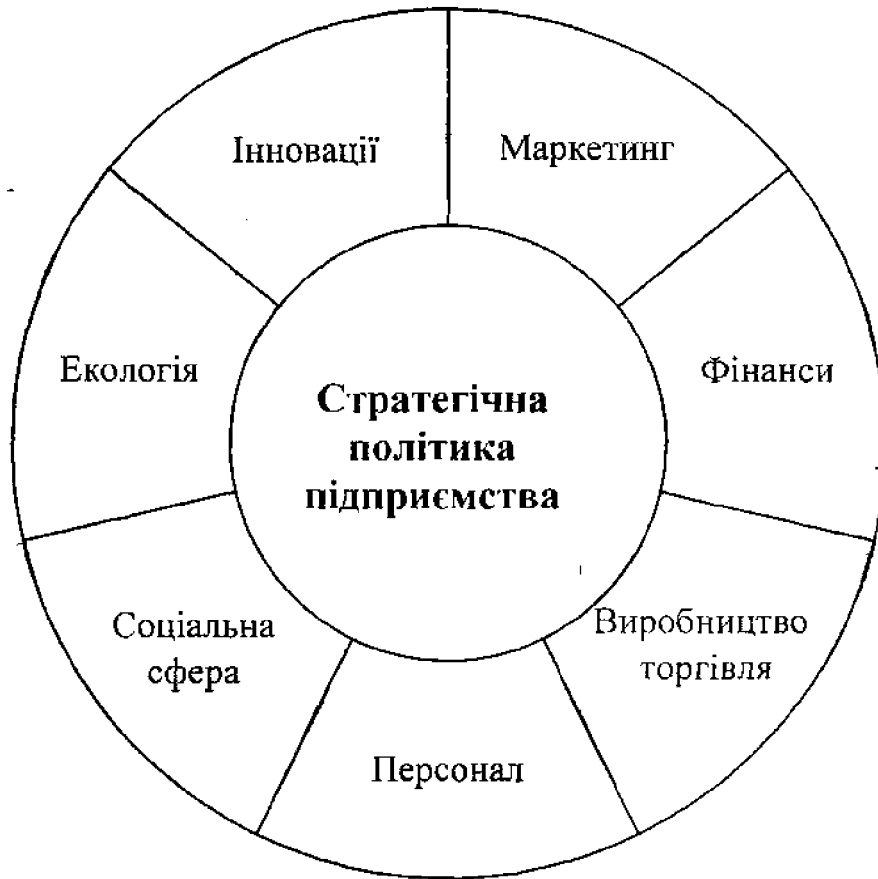 Інновації
Маркетинг
Екологія
Фінанси
Стратегічна
політика
підприємства
Соціальна
сфера
Виробництво
торгівля
Персонал